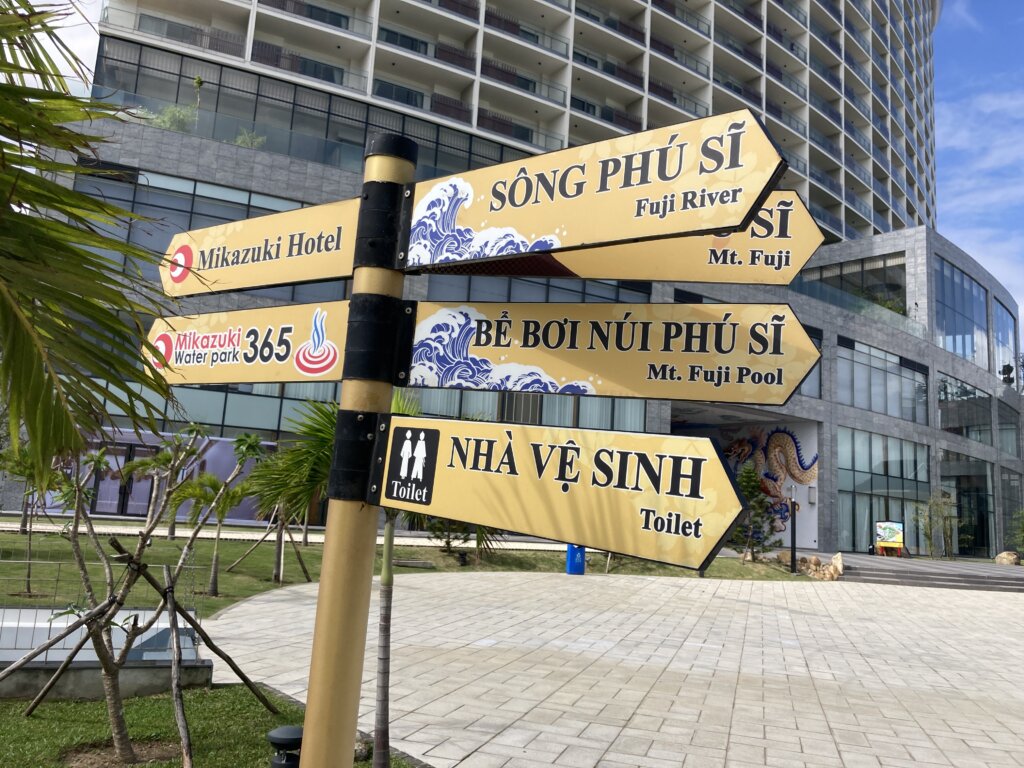 SÔNG PHÚ SĨ
Fuji River
Mikazuki Hotel
SĨ
Mt. Fuji
Mikazuki
Water park 365
BỂ BƠI NÚI PHÚ SĨ
Mt. Fuji Pool
NHÀ VỆ SINH
Toilet
Toilet